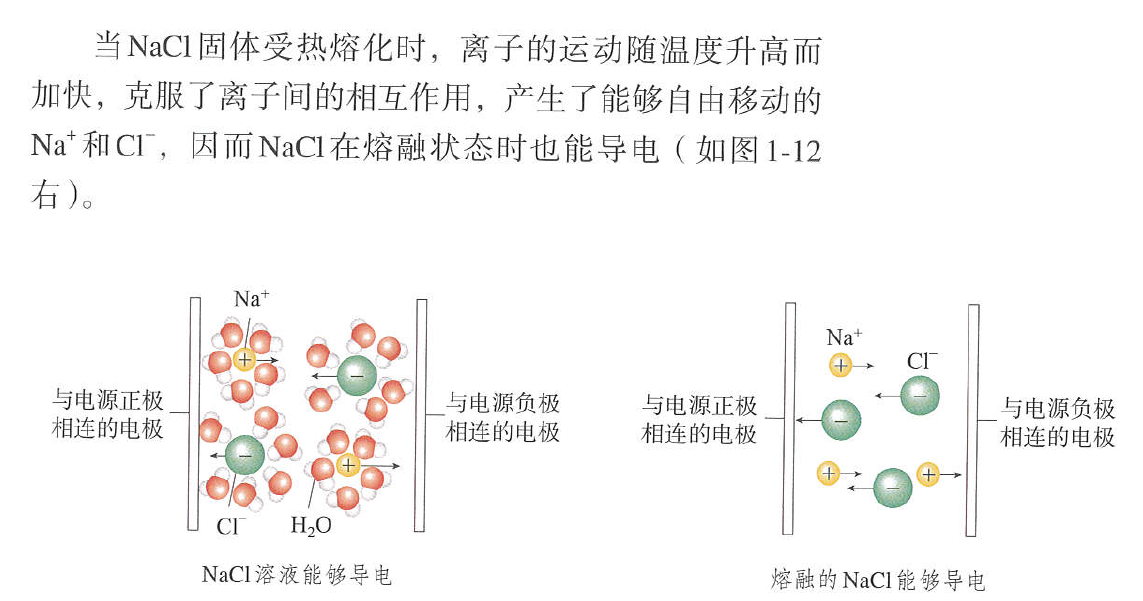 当NaCl固体受热熔化时，离子的运动随温度升高而
加快，克服了离子间的相互作用，产生了能够自由移动的
Na⁺和Cl⁻，因而NaCl在熔融状态时也能导电（如图1-12
右）。
Na⁺
+
−
与电源正极
相连的电极
与电源负极
相连的电极
−
+
Cl⁻
H₂O
NaCl溶液能够导电
Na⁺
+
Cl⁻
−
−
与电源正极
相连的电极
与电源负极
相连的电极
+
−
+
熔融的NaCl能够导电